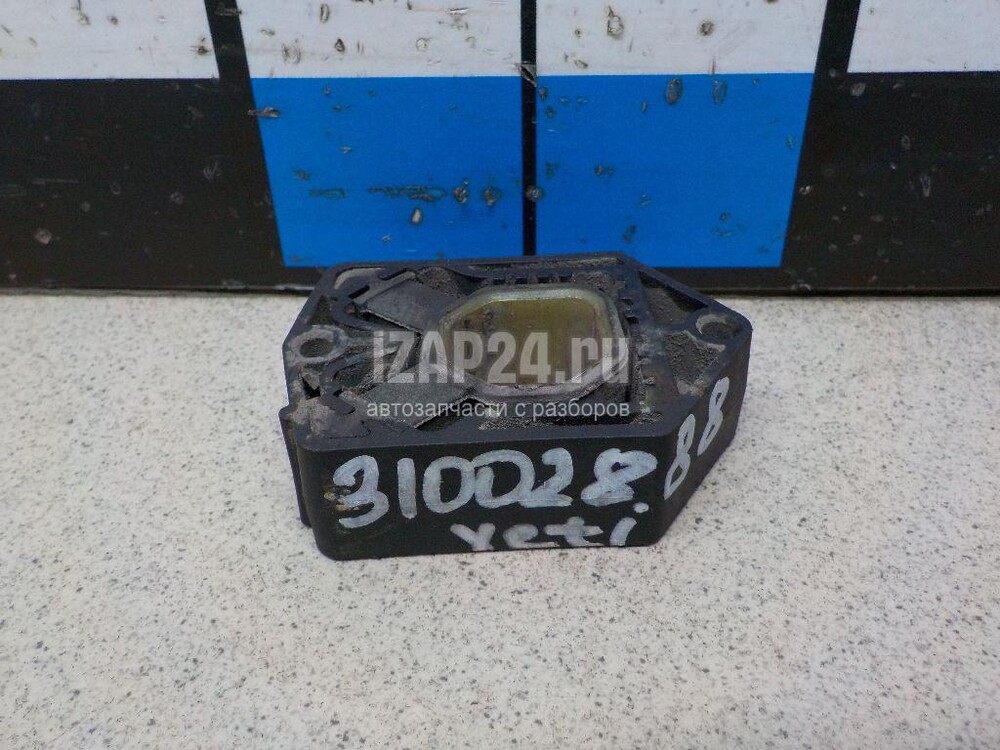 iZAP24.ru
автозапчасти с разборов
310028 88
yeti